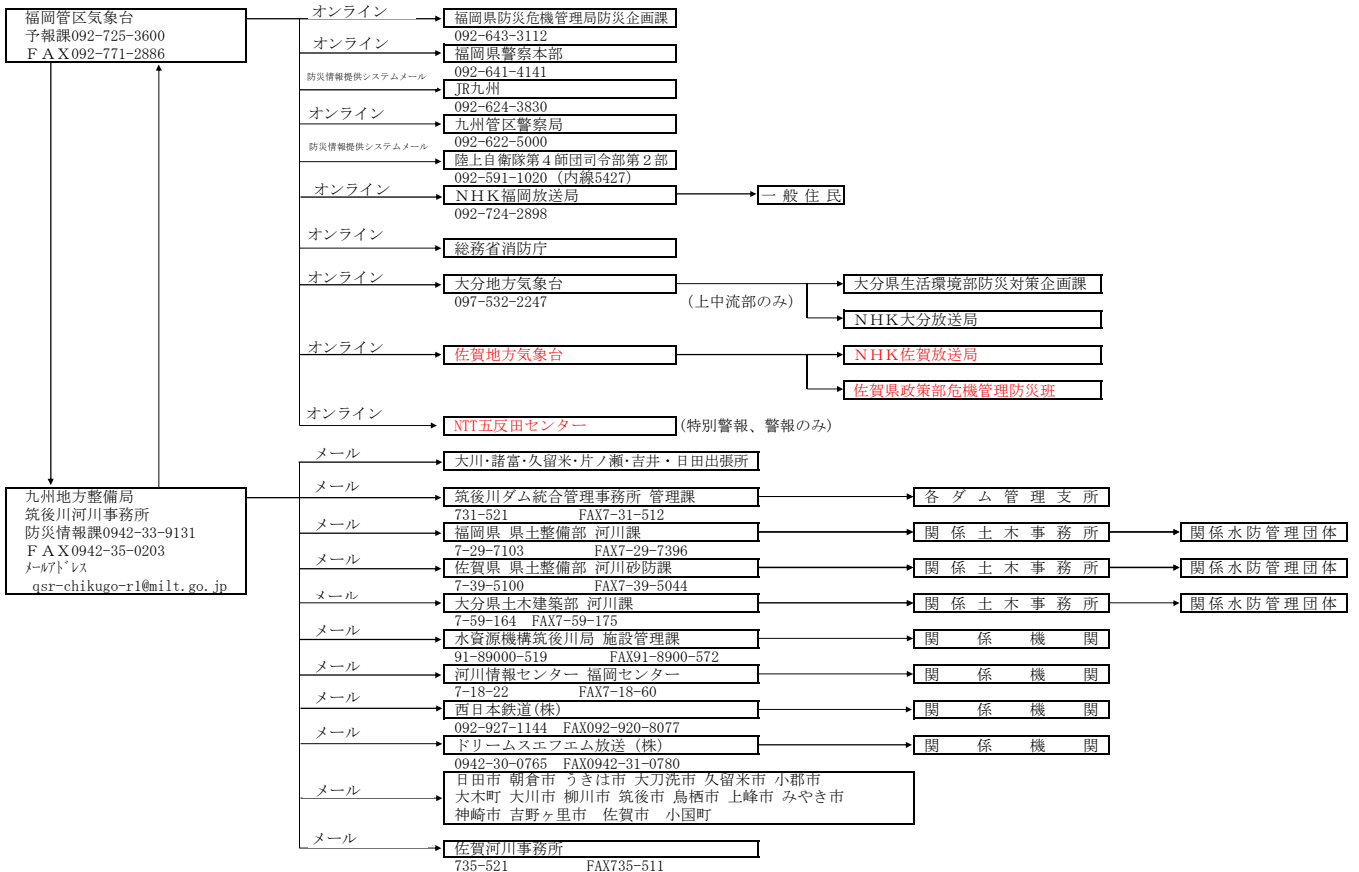 福岡管区気象台
予報課092-725-3600
ＦＡＸ092-771-2886
オンライン
福岡県防災危機管理局防災企画課
092-643-3112
オンライン
福岡県警察本部
092-641-4141
防災情報提供システムメール
JR九州
092-624-3830
オンライン
九州管区警察局
092-622-5000
防災情報提供システムメール
陸上自衛隊第４師団司令部第２部
092-591-1020 (内線5427)
オンライン
ＮＨＫ福岡放送局
一般住民
092-724-2898
オンライン
総務省消防庁
オンライン
大分地方気象台
大分県生活環境部防災対策企画課
097-532-2247
(上中流部のみ)
ＮＨＫ大分放送局
オンライン
佐賀地方気象台
ＮＨＫ佐賀放送局
佐賀県政策部危機管理防災班
オンライン
NTT五反田センター
(特別警報、警報のみ)
メール
大川･諸富･久留米･片ノ瀬･吉井・日田出張所
九州地方整備局
筑後川河川事務所
防災情報課0942-33-9131
ＦＡＸ0942-35-0203
ﾒｰﾙｱﾄﾞﾚｽ
qsr-chikugo-r1@milt.go.jp
メール
筑後川ダム統合管理事務所 管理課
各ダム管理支所
731-521 FAX7-31-512
メール
福岡県 県土整備部 河川課
関係土木事務所
関係水防管理団体
7-29-7103 FAX7-29-7396
メール
佐賀県 県土整備部 河川砂防課
関係土木事務所
関係水防管理団体
7-39-5100 FAX7-39-5044
メール
大分県土木建築部 河川課
関係土木事務所
関係水防管理団体
7-59-164 FAX7-59-175
メール
水資源機構筑後川局 施設管理課
関係機関
91-89000-519 FAX91-8900-572
メール
河川情報センター 福岡センター
関係機関
7-18-22 FAX7-18-60
メール
西日本鉄道(株)
関係機関
092-927-1144 FAX092-920-8077
メール
ドリームスエフエム放送 (株)
関係機関
0942-30-0765 FAX0942-31-0780
メール
日田市 朝倉市 うきは市 大刀洗市 久留米市 小郡市
大木町 大川市 柳川市 筑後市 鳥栖市 上峰市 みやき市
神崎市 吉野ヶ里市 佐賀市 小国町
メール
佐賀河川事務所
735-521 FAX735-511